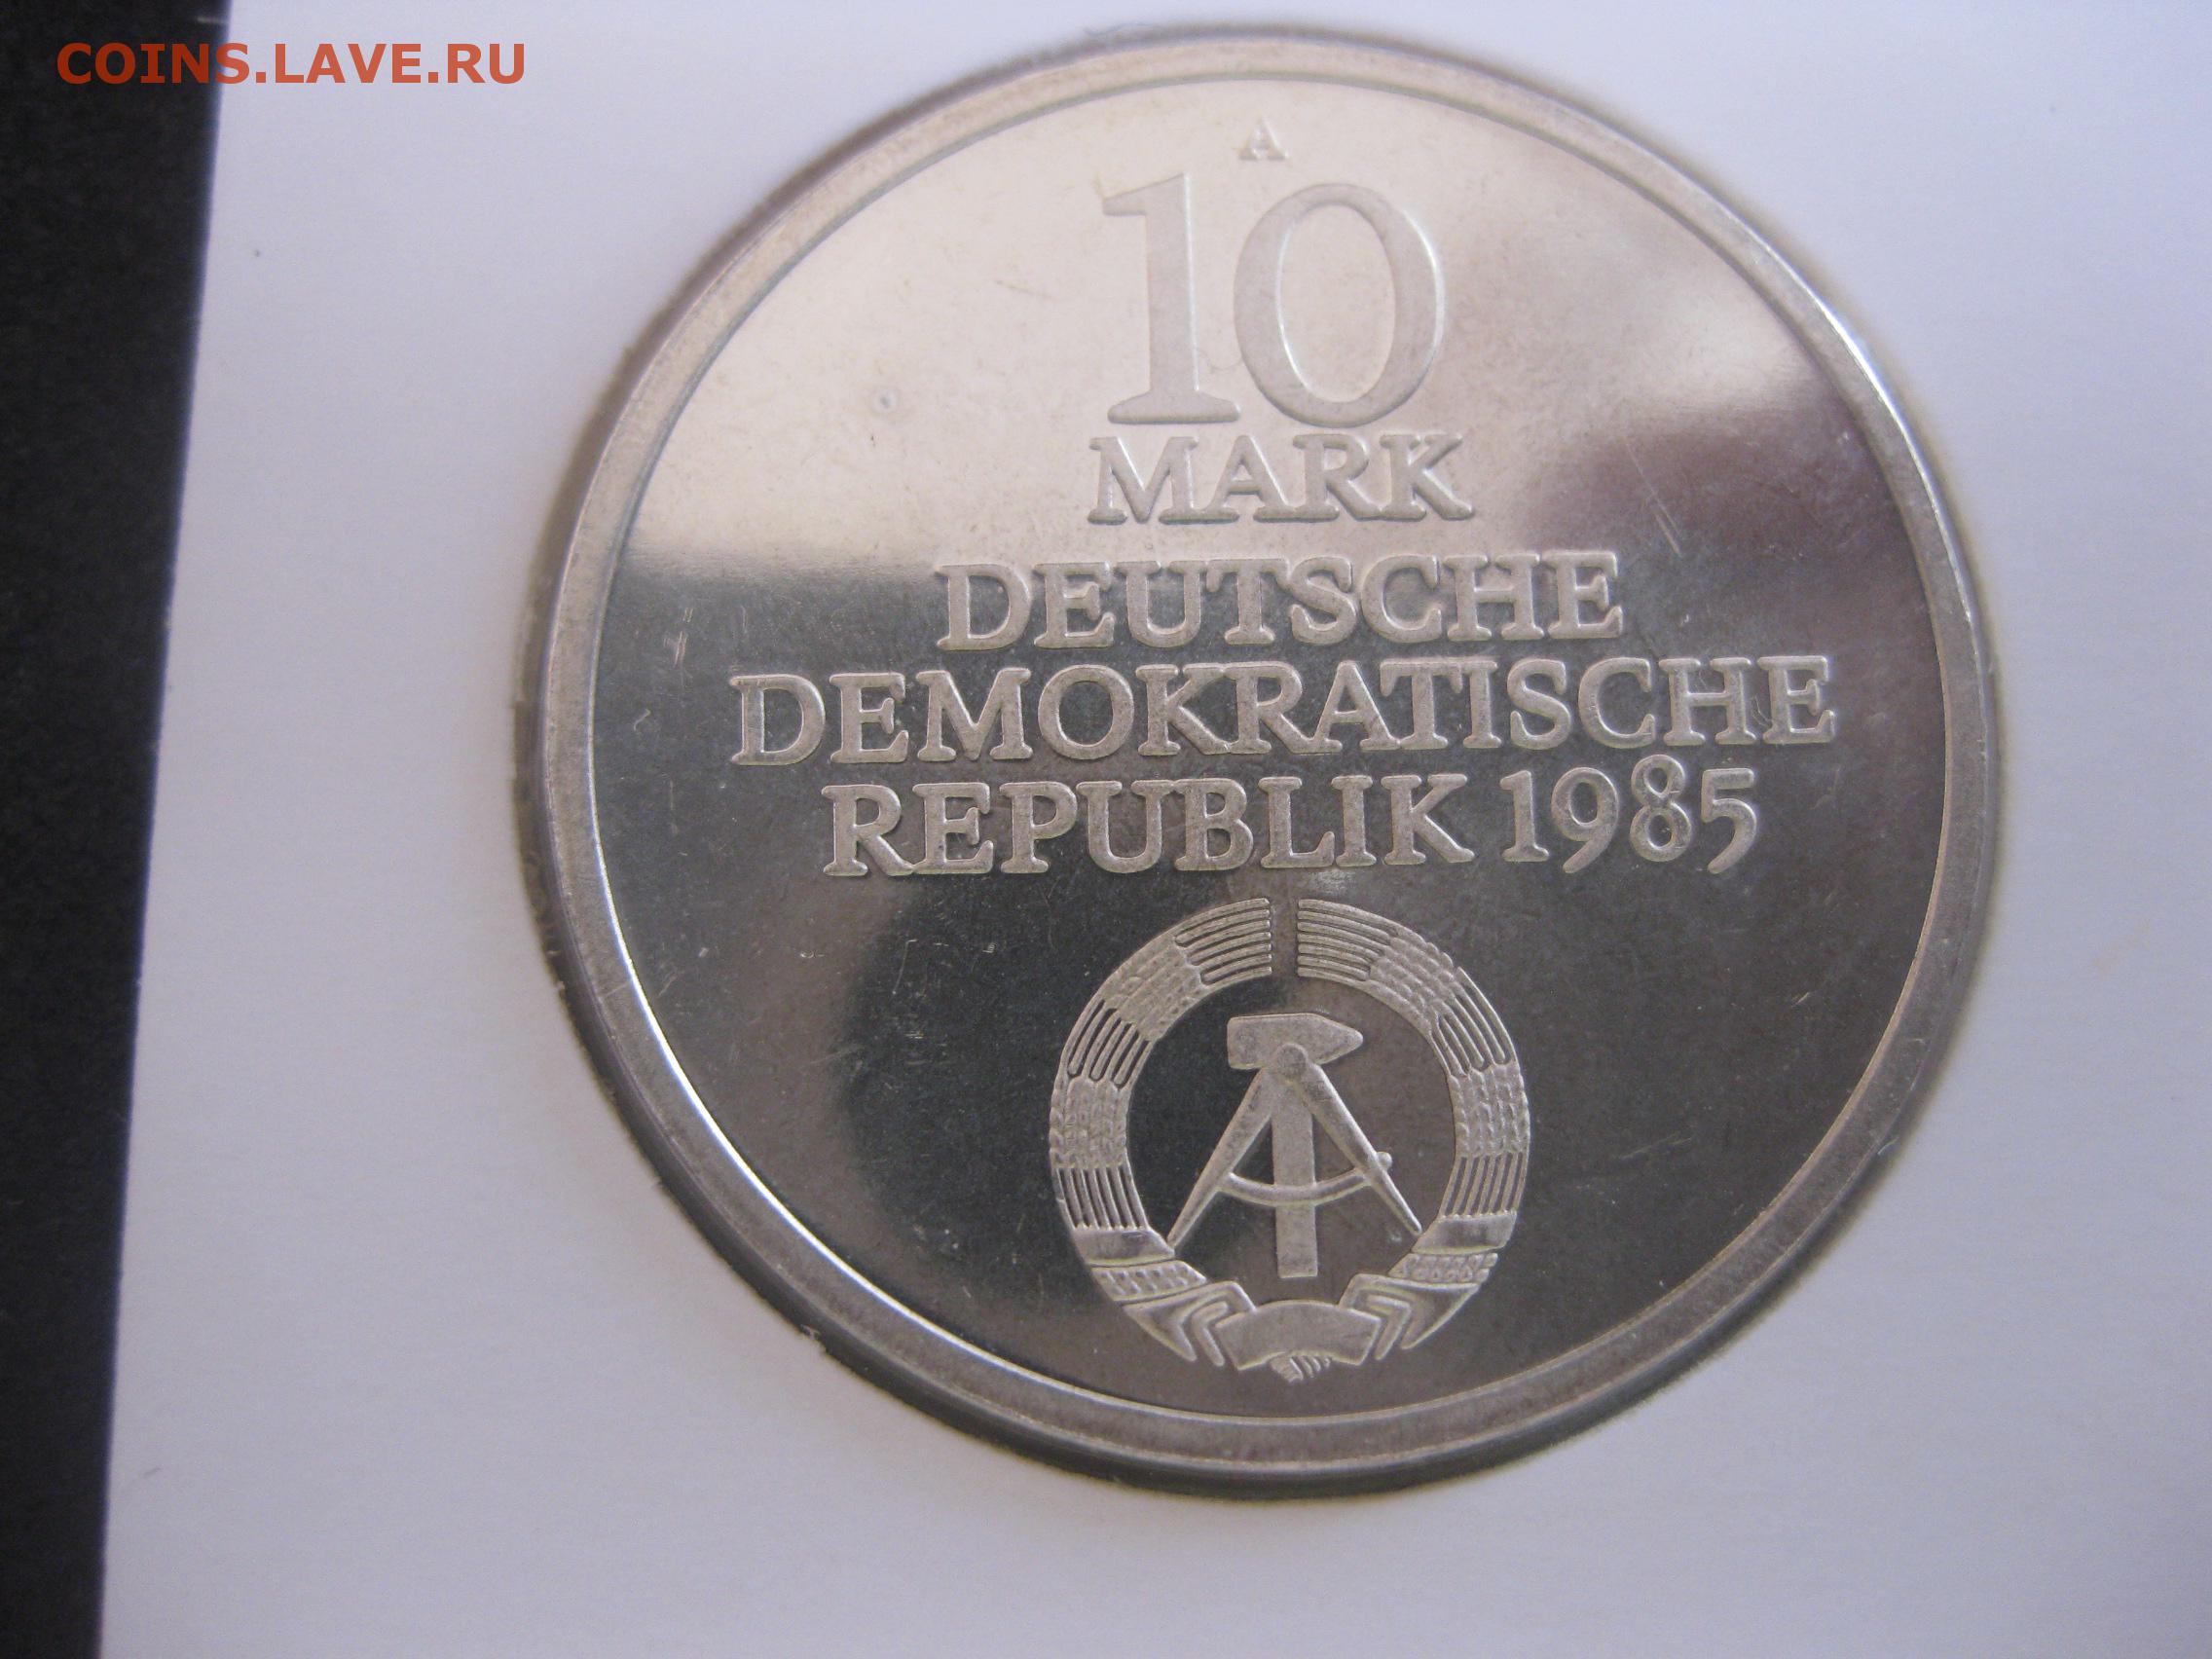 COINS.LAVE.RU
A
10
MARK
DEUTSCHE
DEMOKRATISCHE
REPUBLIK 1985